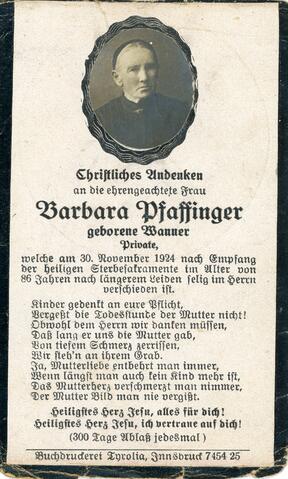 Christliches Andenken
an die ehrengeachtete Frau
Barbara Pfaffinger
geborene Wanner
Private,
welche am 30. November 1924 nach Empfang
der heiligen Sterbesakramente im Alter von
86 Jahren nach längerem Leiden selig im Herrn
verschieden ist.
Kinder gedenkt an eure Pflicht,
Vergeßt die Todesstunde der Mutter nicht!
Obwohl dem Herrn wir danken müssen,
Daß lang er uns die Mutter gab,
Von tiefem Schmerz zerrissen,
Wir steh'n an ihrem Grab.
Ja, Mutterliebe entbehrt man immer,
Wenn längst man auch kein Kind mehr ist,
Das Mutterherz verschmerzt man nimmer,
Der Mutter Bild man nie vergißt.
Heiligstes Herz Jesu, alles für dich!
Heiligstes Herz Jesu, ich vertraue auf dich!
(300 Tage Ablaß jedesmal)
Buchdruckerei Tyrolia, Innsbruck 7454 25